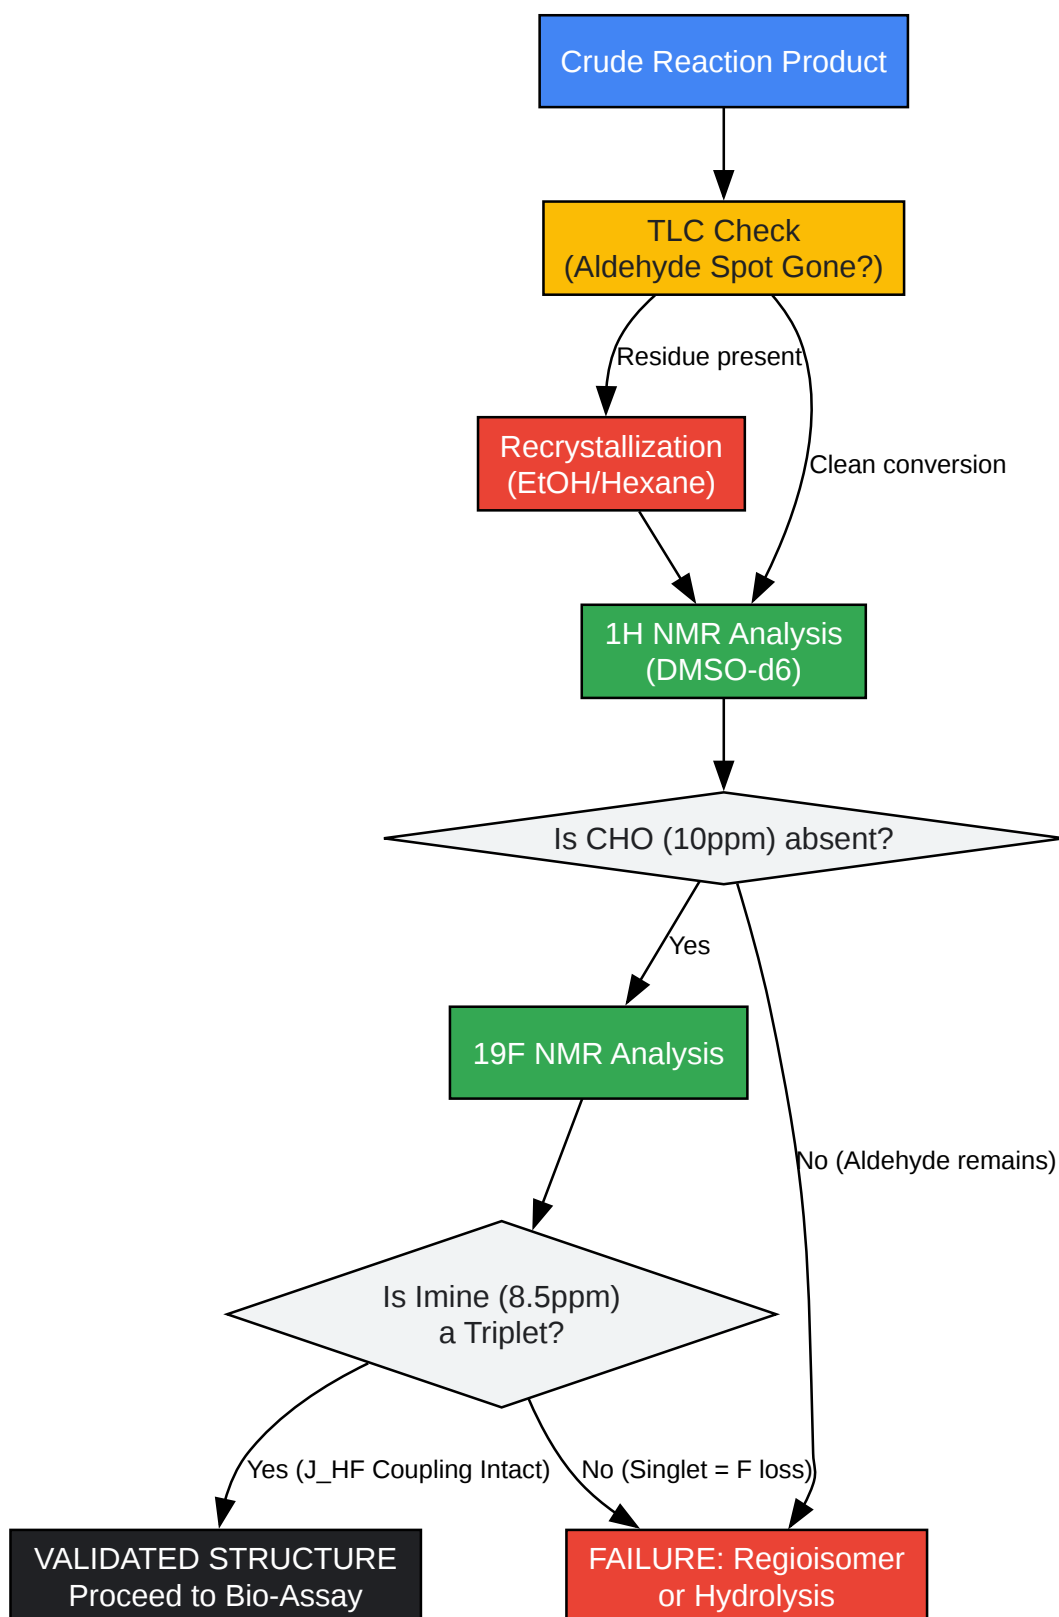 Crude Reaction Product
TLC Check
(Aldehyde Spot Gone?)
Residue present
Clean conversion
Recrystallization
(EtOH/Hexane)
1H NMR Analysis
(DMSO-d6)
Is CHO (10ppm) absent?
Yes
19F NMR Analysis
No (Aldehyde remains)
Is Imine (8.5ppm)
a Triplet?
Yes (J_HF Coupling Intact)
No (Singlet = F loss)
VALIDATED STRUCTURE
Proceed to Bio-Assay
FAILURE: Regioisomer
or Hydrolysis